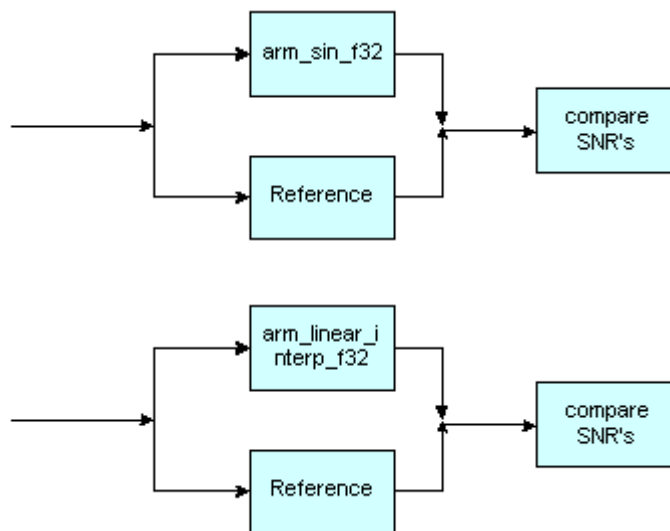 arm_sin_f32
compare
SNR's
Reference
arm_linear_i
nterp_f32
compare
SNR's
Reference